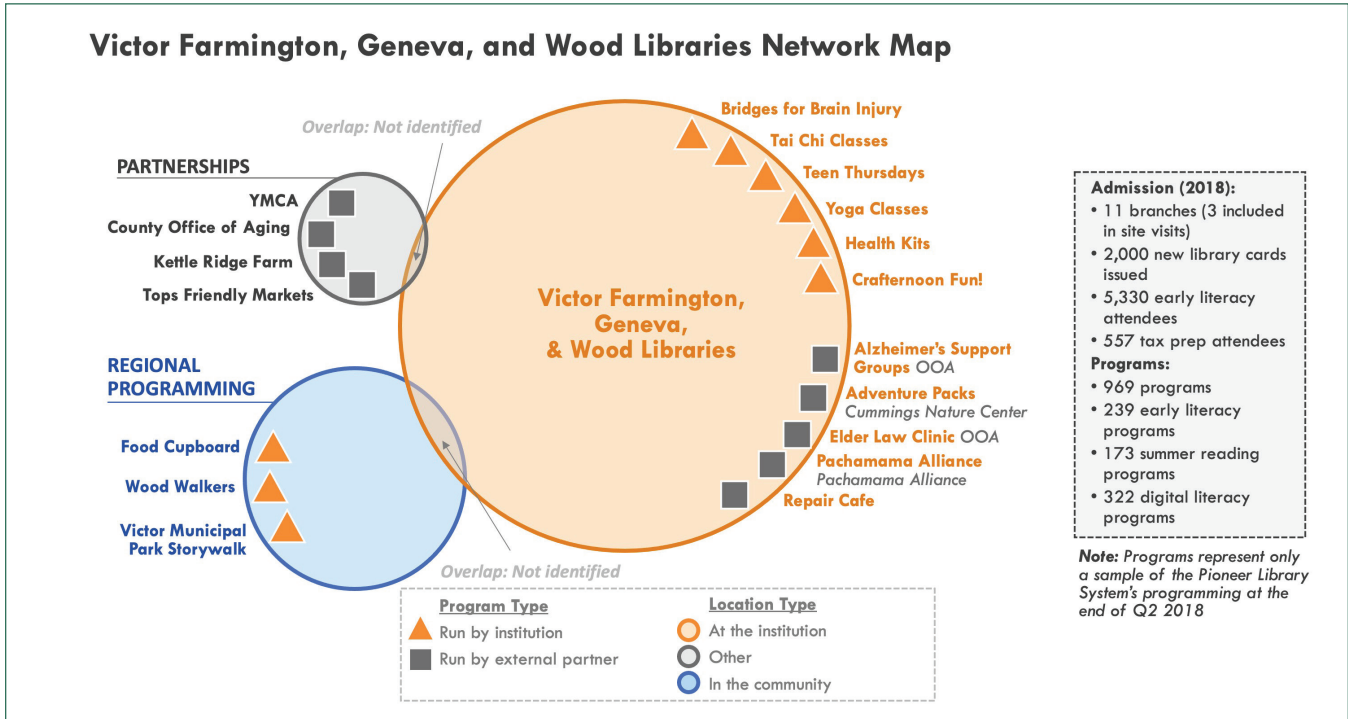 Victor Farmington, Geneva, and Wood Libraries Network Map
Overlap: Not identified
PARTNERSHIPS
YMCA
County Office of Aging
Kettle Ridge Farm
Tops Friendly Markets
REGIONAL
PROGRAMMING
Food Cupboard
Wood Walkers
Victor Municipal
Park Storywalk
Overlap: Not identified
Victor Farmington,
Geneva,
& Wood Libraries
Bridges for Brain Injury
Tai Chi Classes
Teen Thursdays
Yoga Classes
Health Kits
Crafternoon Fun!
Alzheimer's Support
Groups OOA
Adventure Packs
Cummings Nature Center
Elder Law Clinic OOA
Pachamama Alliance
Pachamama Alliance
Repair Cafe
Program Type
Run by institution
Run by external partner
Location Type
At the institution
Other
In the community
Admission (2018):
• 11 branches (3 included
in site visits)
• 2,000 new library cards
issued
• 5,330 early literacy
attendees
• 557 tax prep attendees
Programs:
• 969 programs
• 239 early literacy
programs
• 173 summer reading
programs
• 322 digital literacy
programs
Note: Programs represent only
a sample of the Pioneer Library
System's programming at the
end of Q2 2018